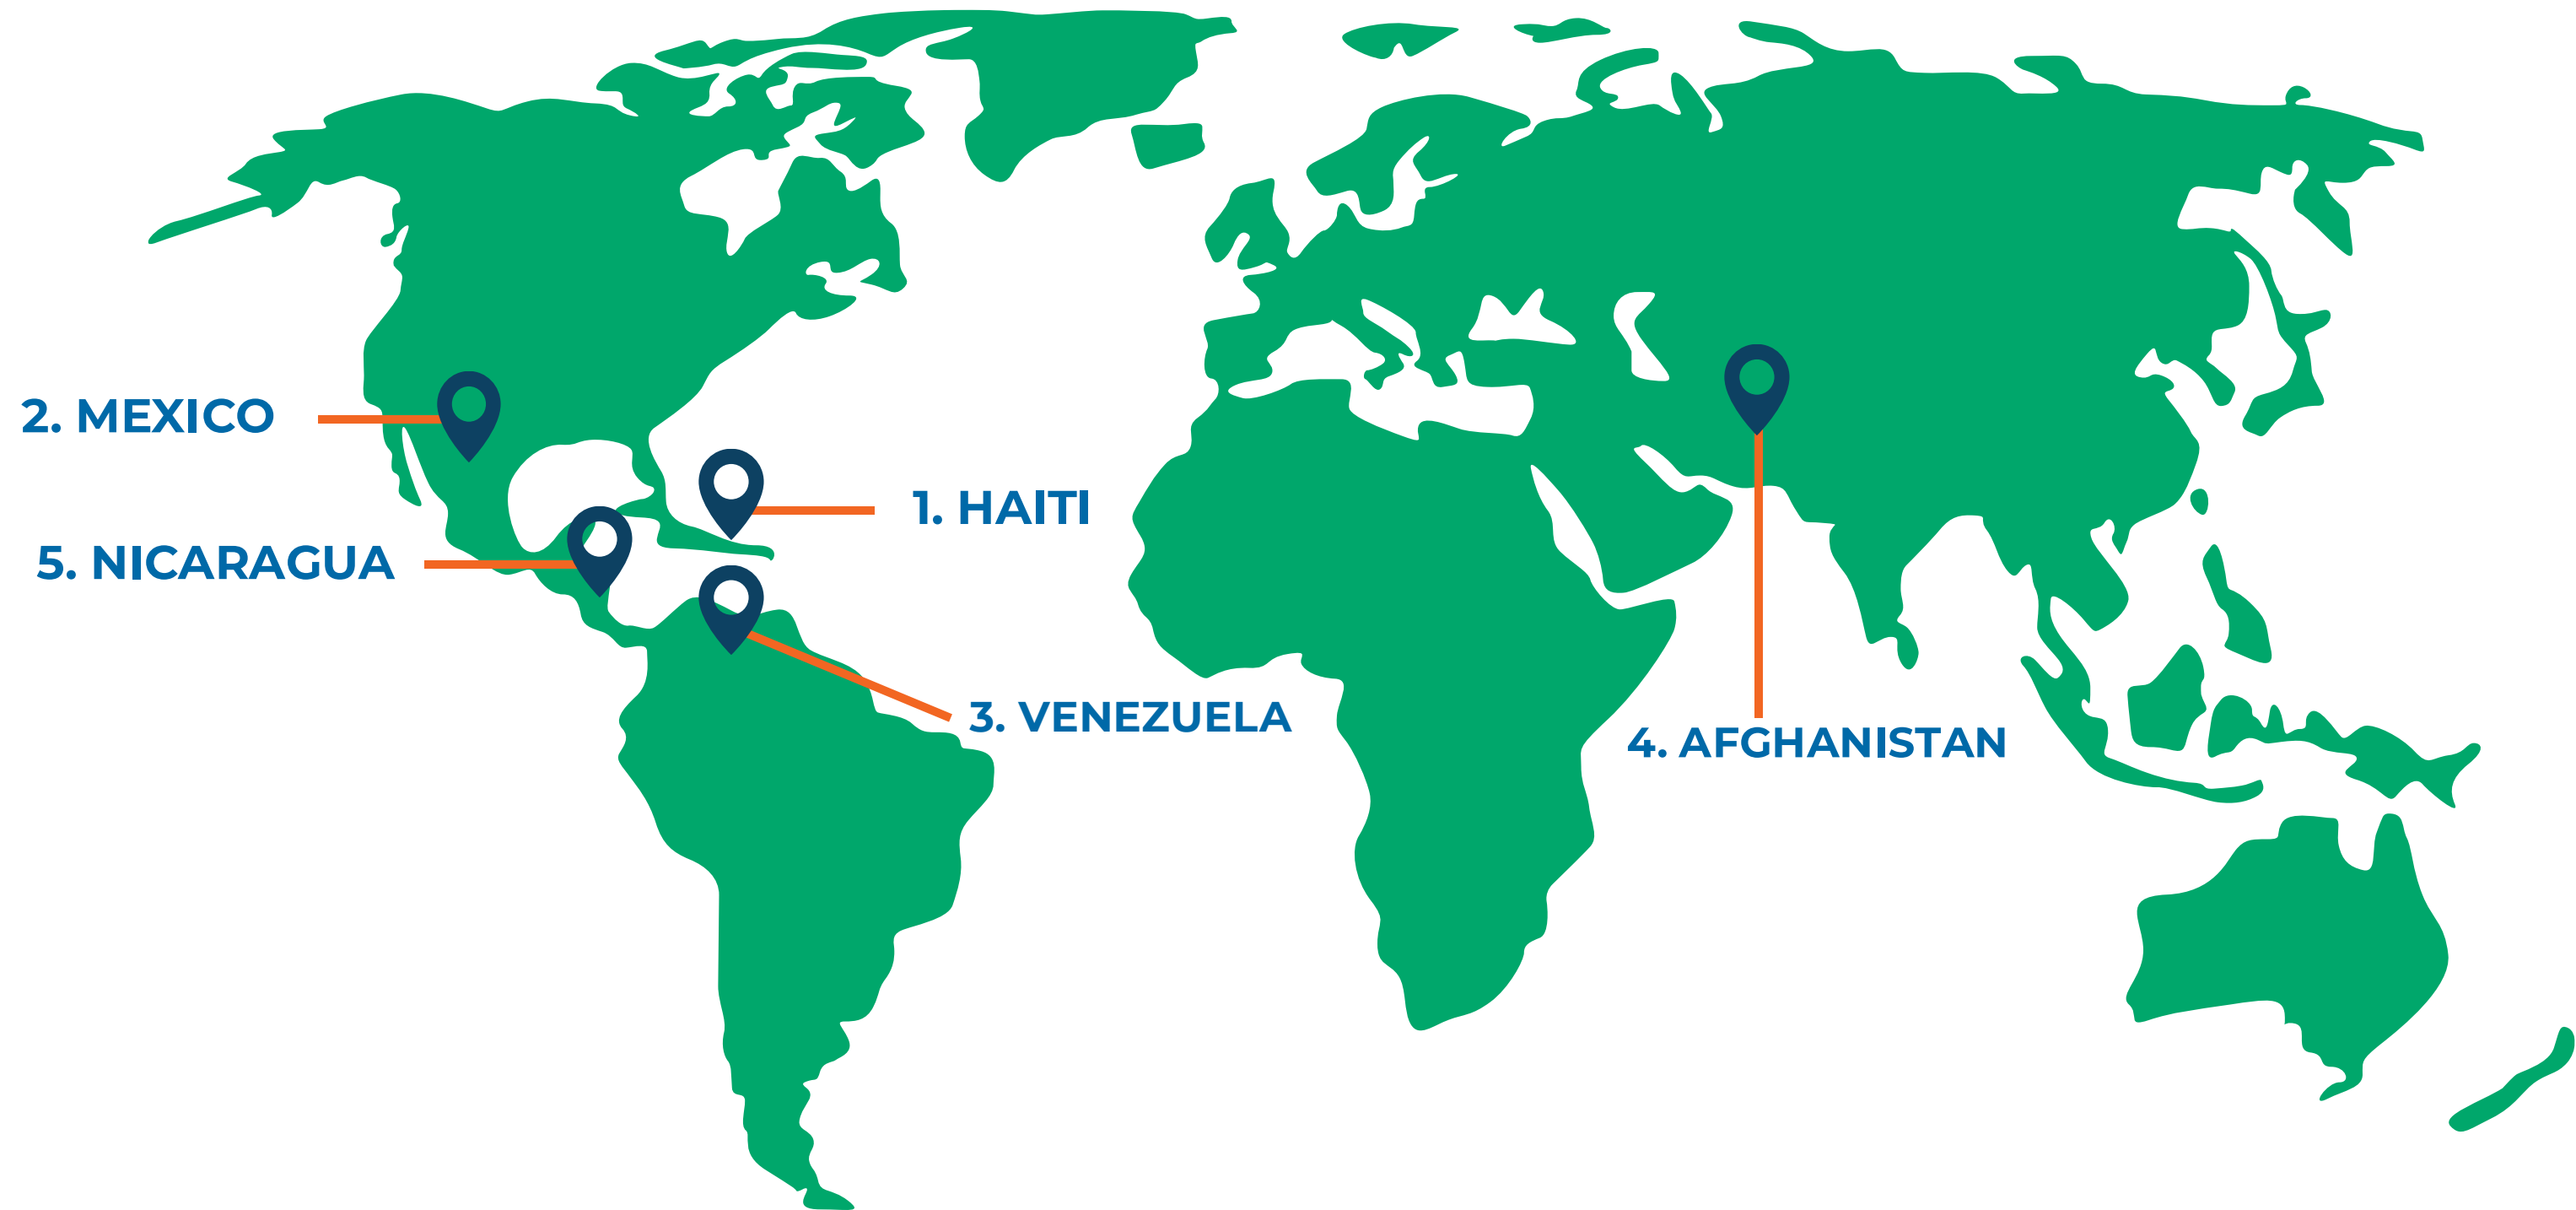 2. MEXICO
1. HAITI
5. NICARAGUA
3. VENEZUELA
4. AFGHANISTAN